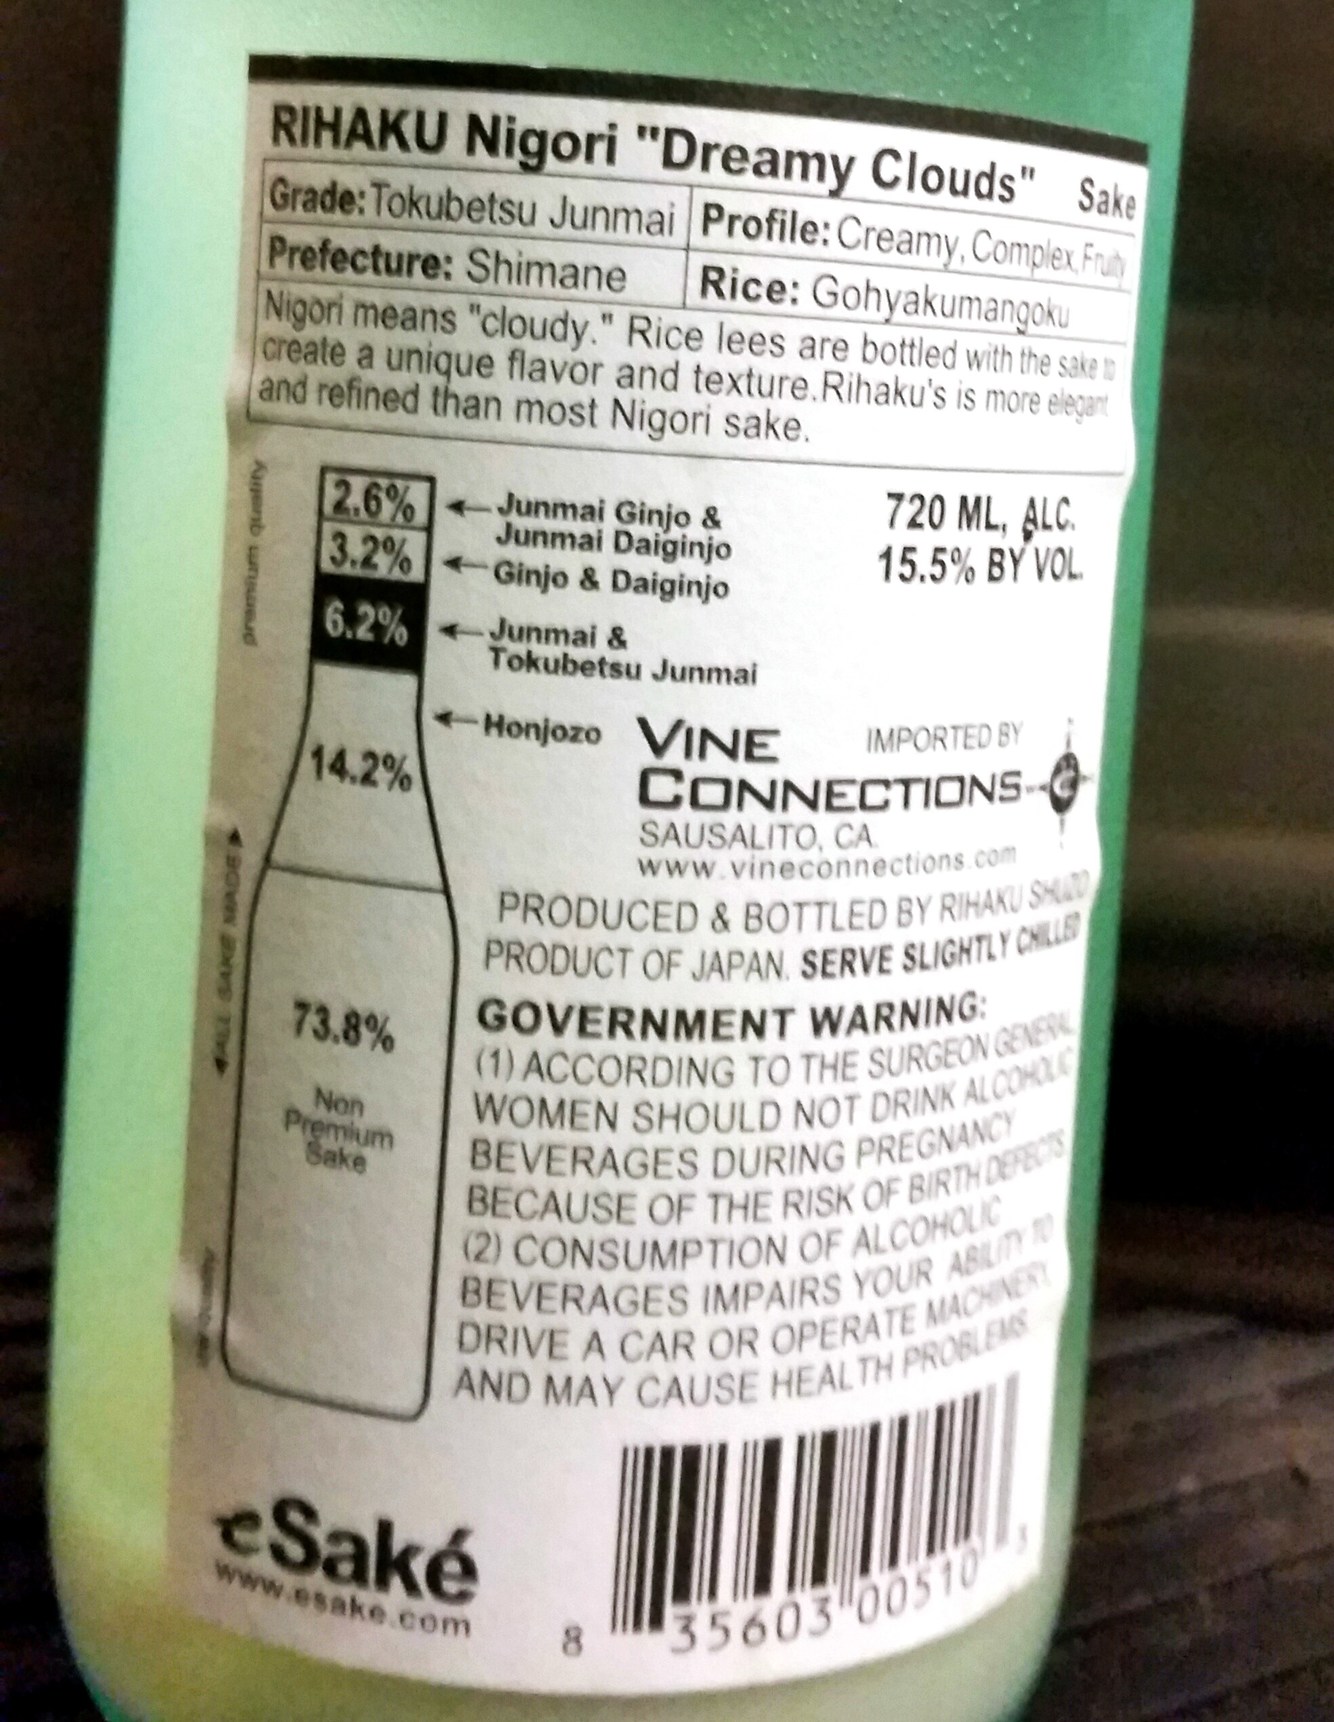 RIHAKU Nigori "Dreamy Clouds" Sake
Grade: Tokubetsu Junmai
Profile: Creamy, Complex, Fruity
Prefecture: Shimane
Rice: Gohyakumangoku
Nigori means "cloudy." Rice lees are bottled with the sake to
create a unique flavor and texture. Rihaku's is more elegant
and refined than most Nigori sake.
premium quality
2.6%
Junmai Ginjo &
Junmai Daiginjo
3.2%
Ginjo & Daiginjo
6.2%
Junmai &
Tokubetsu Junmai
Honjozo
14.2%
ALL SAKE MADE
73.8%
Non
Premium
Sake
720 ML, ALC.
15.5% BY VOL.
IMPORTED BY
VINE
CONNECTIONS
SAUSALITO, CA.
www.vineconnections.com
PRODUCED & BOTTLED BY RIHAKU SHUZO
PRODUCT OF JAPAN. SERVE SLIGHTLY CHILLED
GOVERNMENT WARNING:
(1) ACCORDING TO THE SURGEON GENERAL
WOMEN SHOULD NOT DRINK ALCOHOLIC
BEVERAGES DURING PREGNANCY
BECAUSE OF THE RISK OF BIRTH DEFECTS
(2) CONSUMPTION OF ALCOHOLIC
BEVERAGES IMPAIRS YOUR ABILITY TO
DRIVE A CAR OR OPERATE MACHINERY,
AND MAY CAUSE HEALTH PROBLEMS.
eSaké
www.esake.com
8 35603 00510 3